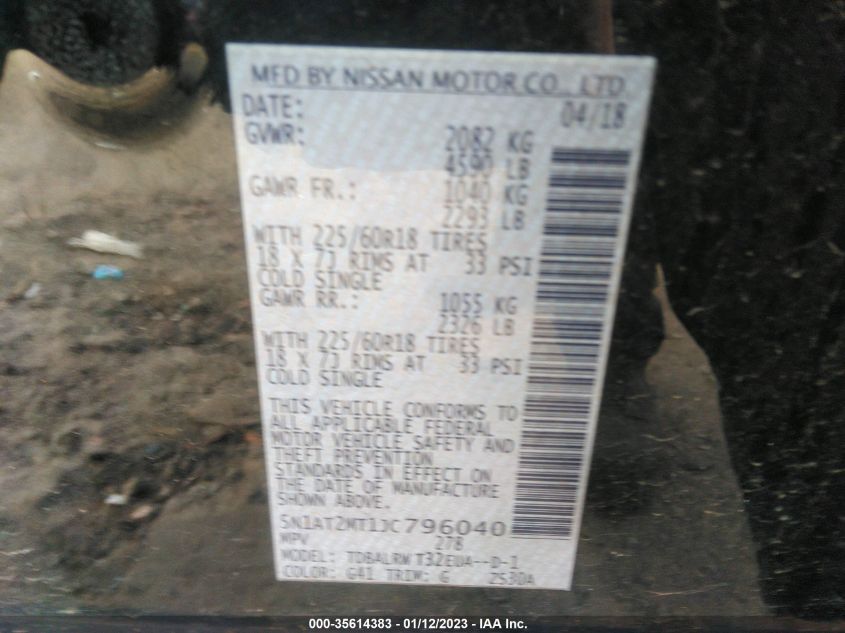 MFD BY NISSAN MOTOR CO., LTD
DATE: 04/18
GVWR: 2082 KG
4590 LB
GAWR FR.: 1040 KG
2293 LB
WITH 225/60R18 TIRES
18 X 7J RIMS AT 33 PSI
COLD SINGLE
GAWR RR.: 1055 KG
2326 LB
WITH 225/60R18 TIRES
18 X 7J RIMS AT 33 PSI
COLD SINGLE
THIS VEHICLE CONFORMS TO
ALL APPLICABLE FEDERAL
MOTOR VEHICLE SAFETY AND
THEFT PREVENTION
STANDARDS IN EFFECT ON
THE DATE OF MANUFACTURE
SHOWN ABOVE.
5N1AT2MT1JC796040
MPV 278
MODEL: TDBALRW T32EUA--D-1
COLOR: G41 TRIM: G 2S30A
000-35614383 - 01/12/2023 - IAA Inc.